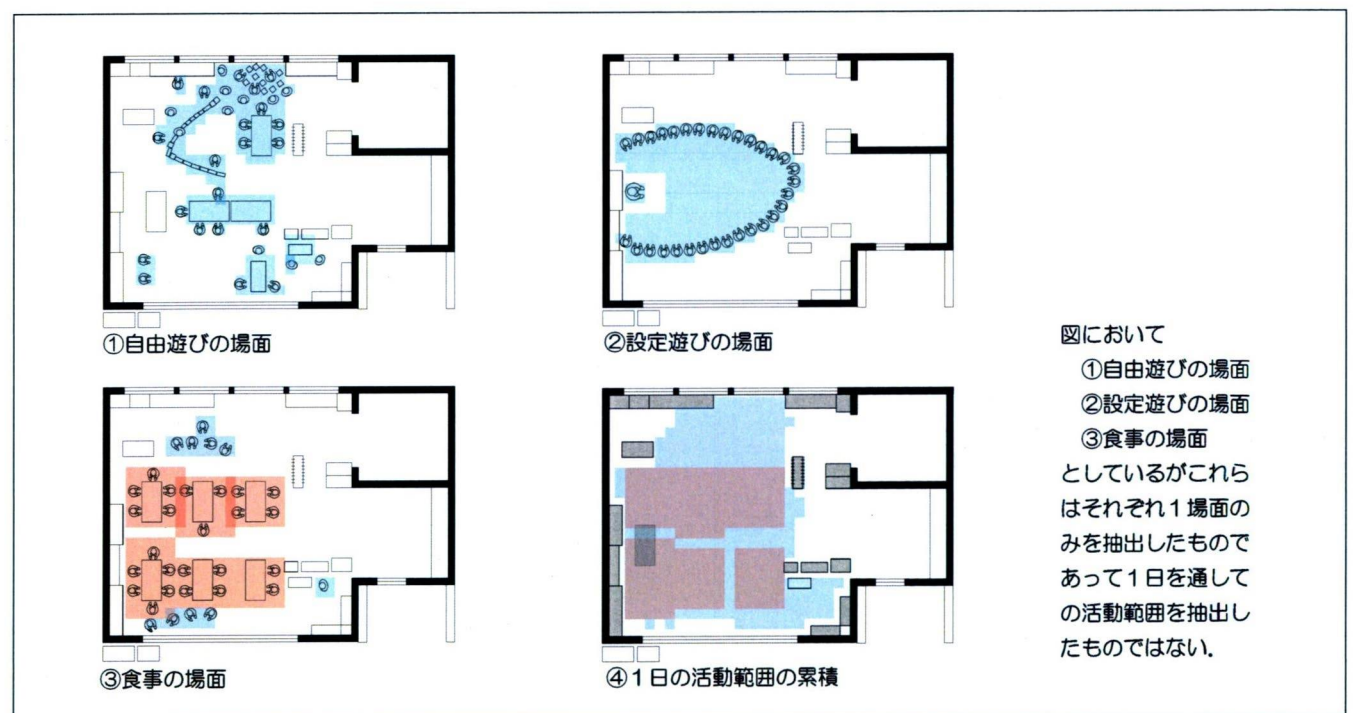 ①自由遊びの場面
②設定遊びの場面
③食事の場面
④1日の活動範囲の累積
図において
①自由遊びの場面
②設定遊びの場面
③食事の場面
としているがこれら
はそれぞれ1場面の
みを抽出したもので
あって1日を通して
の活動範囲を抽出し
たものではない.